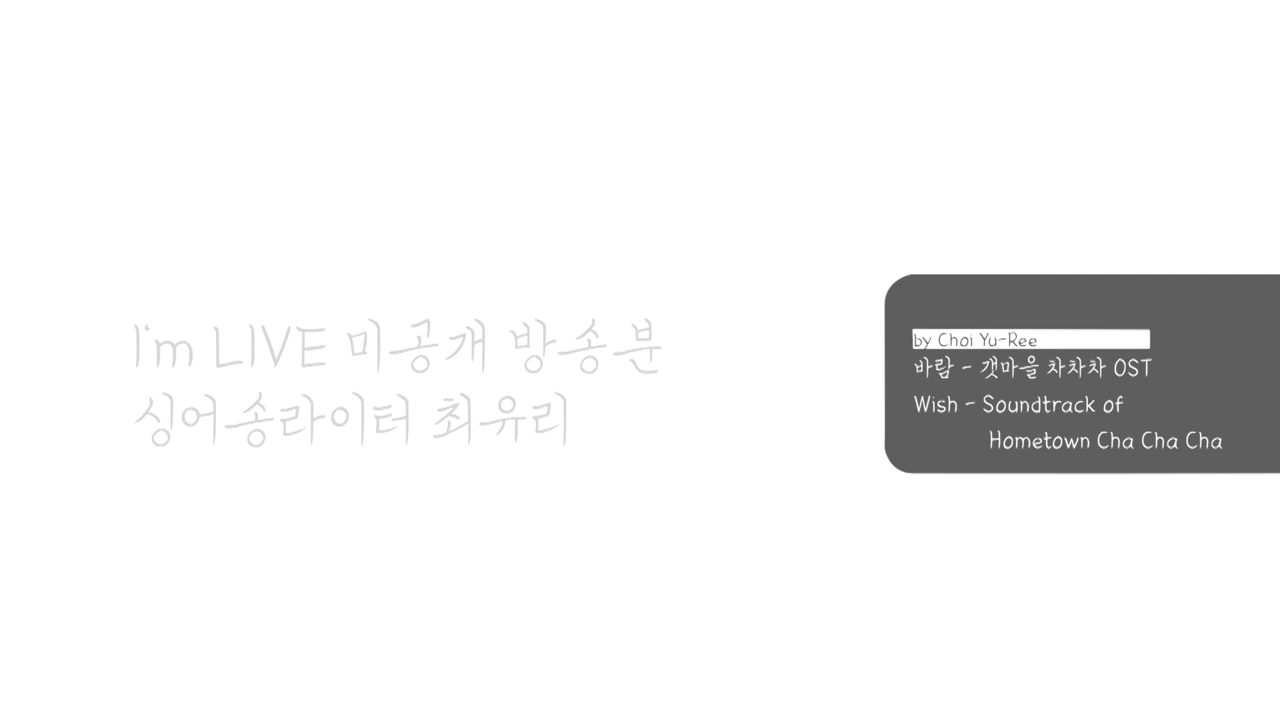 I'm LIVE 미공개 방송분
싱어송라이터 최유리
by Choi Yu-Ree
바람 - 갯마을 차차차 OST
Wish - Soundtrack of
Hometown Cha Cha Cha